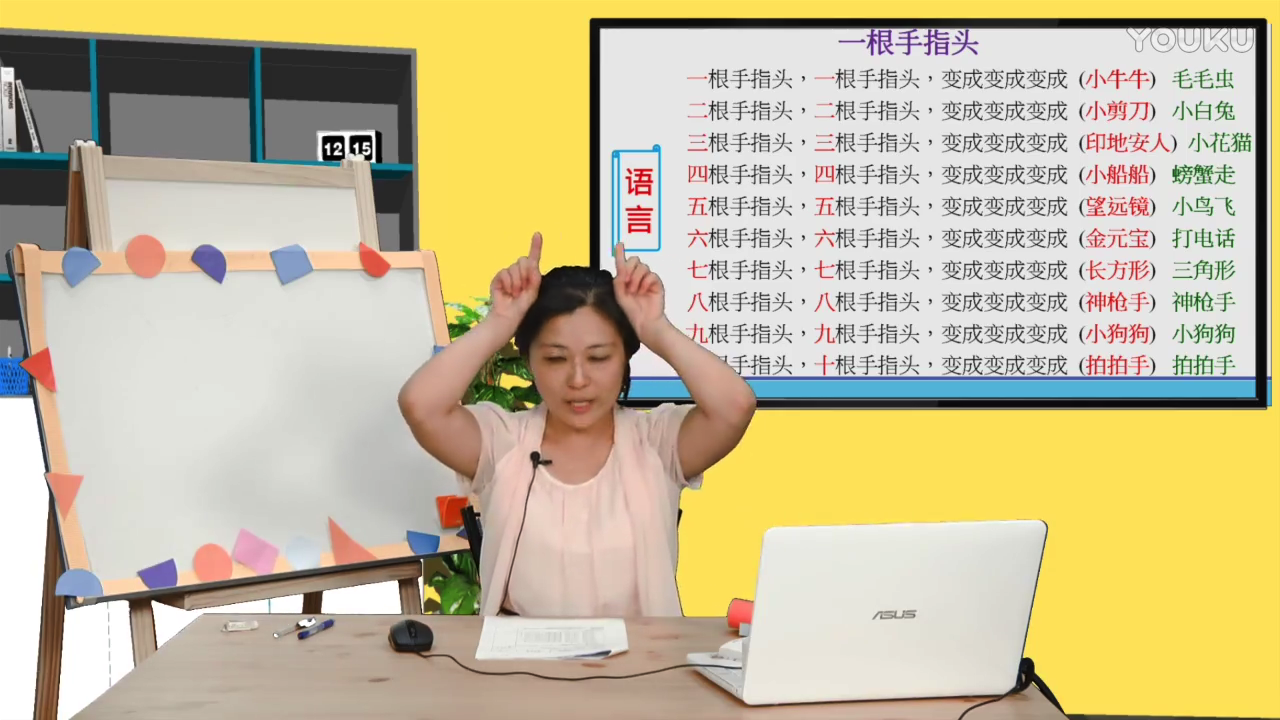 YOUKU
一根手指头
一根手指头，一根手指头，变成变成变成 (小牛牛) 毛毛虫
二根手指头，二根手指头，变成变成变成 (小剪刀) 小白兔
三根手指头，三根手指头，变成变成变成 (印地安人) 小花猫
四根手指头，四根手指头，变成变成变成 (小船船) 螃蟹走
五根手指头，五根手指头，变成变成变成 (望远镜) 小鸟飞
六根手指头，六根手指头，变成变成变成 (金元宝) 打电话
七根手指头，七根手指头，变成变成变成 (长方形) 三角形
八根手指头，八根手指头，变成变成变成 (神枪手) 神枪手
九根手指头，九根手指头，变成变成变成 (小狗狗) 小狗狗
根手指头，十根手指头，变成变成变成 (拍拍手) 拍拍手
语
言
12 15
ASUS